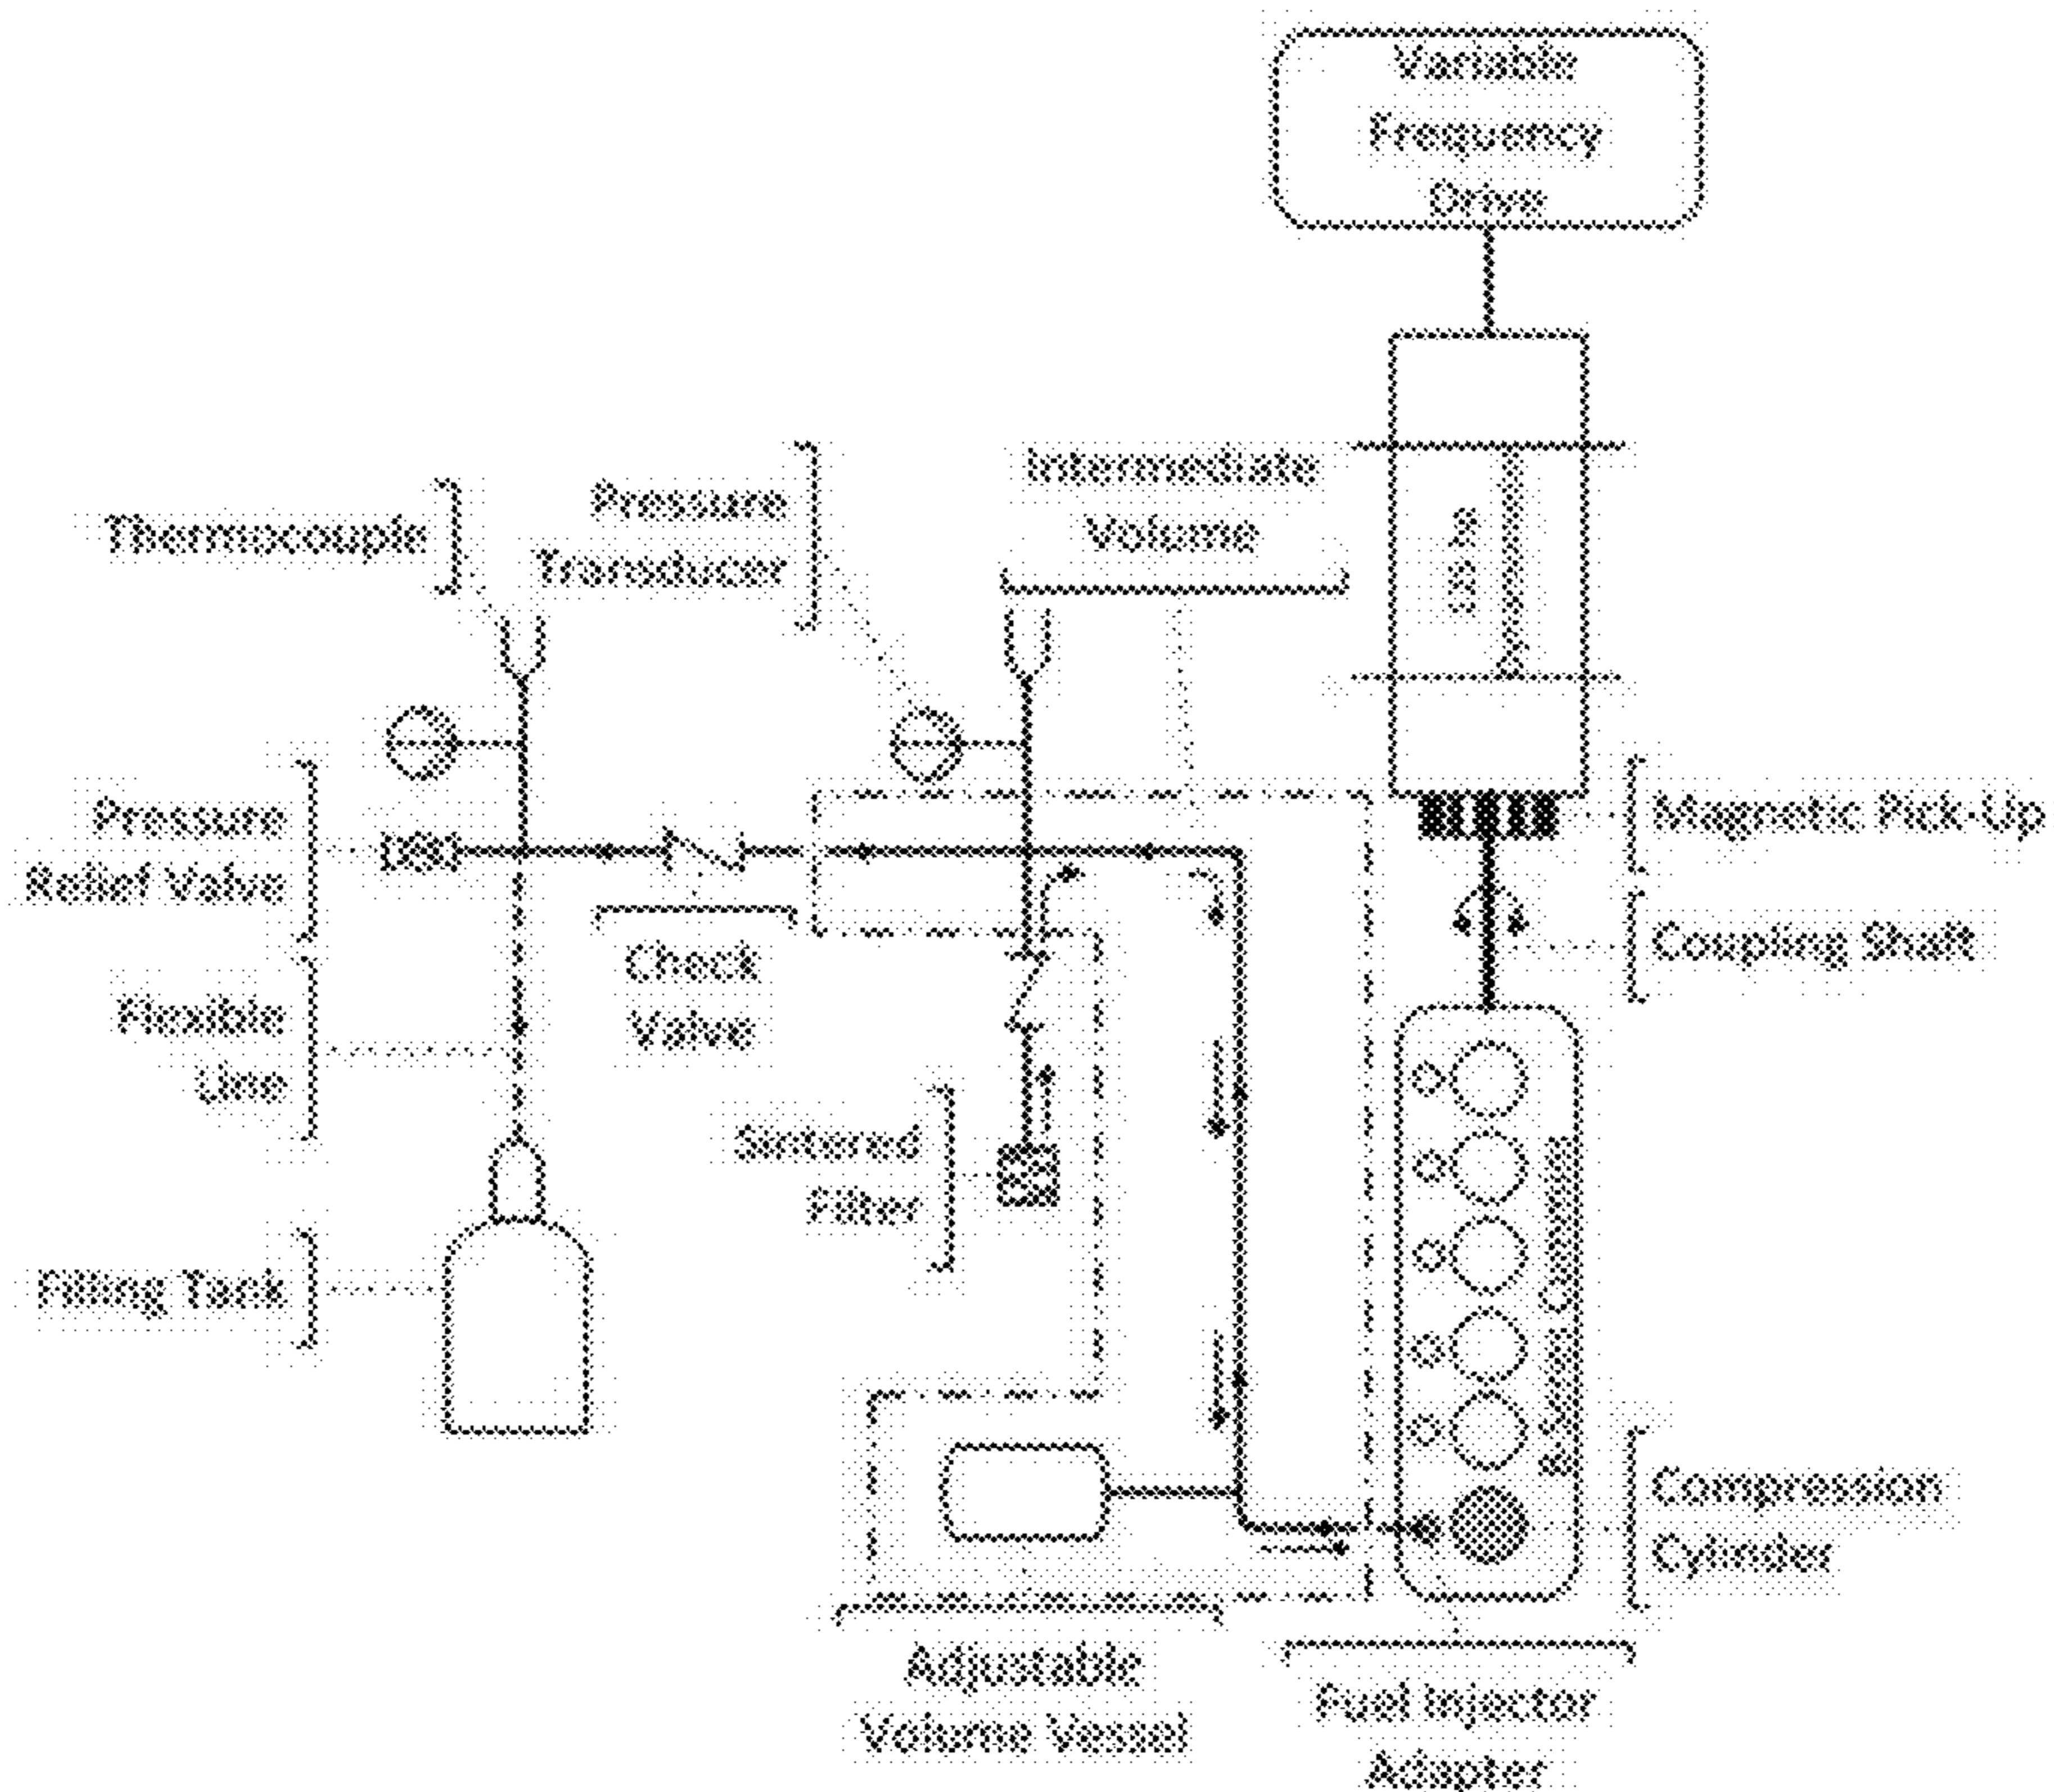 Variable
Frequency
Drive
Intermediate
Volume
Pressure
Transducer
Thermocouple
Pressure
Relief Valve
Magnetic Pick-Up
Coupling Shaft
Check
Valve
Flexible
Line
Sintered
Filter
Filling Tank
Compression
Cylinder
Adjustable
Volume Vessel
Fuel Injector
Adapter